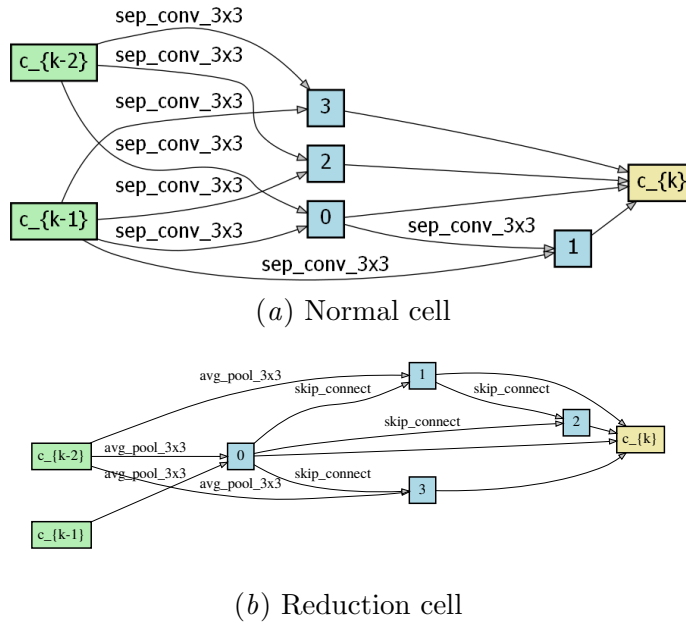 sep_conv_3x3
c_{k-2}
sep_conv_3x3
sep_conv_3x3
3
sep_conv_3x3
2
sep_conv_3x3
c_{k}
c_{k-1}
0
sep_conv_3x3
sep_conv_3x3
1
sep_conv_3x3
(a) Normal cell
1
avg_pool_3x3
skip_connect
skip_connect
skip_connect
2
c_{k}
avg_pool_3x3
c_{k-2}
0
avg_pool_3x3
skip_connect
avg_pool_3x3
3
c_{k-1}
(b) Reduction cell